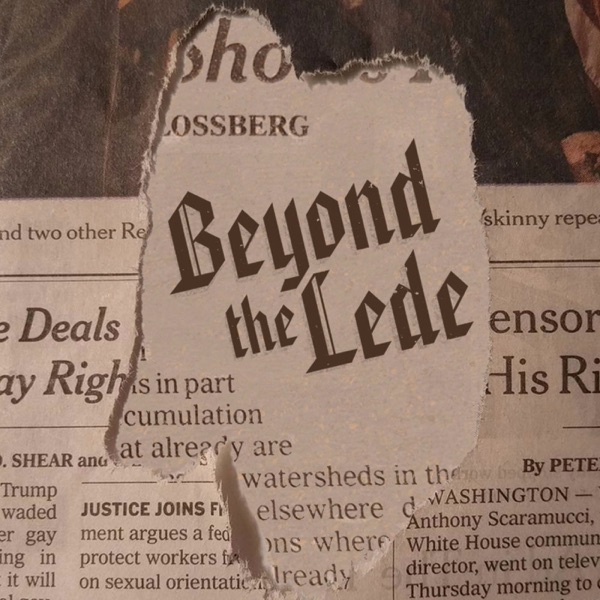 sho
LOSSBERG
Beyond
the Lede
nd two other Re
skinny repea
e Deals
ay Righ
is in part
cumulation
at already are
watersheds in the
elsewhere
ons where
lready
ensor
His Ri
D. SHEAR and
Trump
waded
er gay
ing in
it will
JUSTICE JOINS F
ment argues a fed
protect workers f
on sexual orientatio
By PETE
WASHINGTON —
Anthony Scaramucci,
White House commun
director, went on telev
Thursday morning to